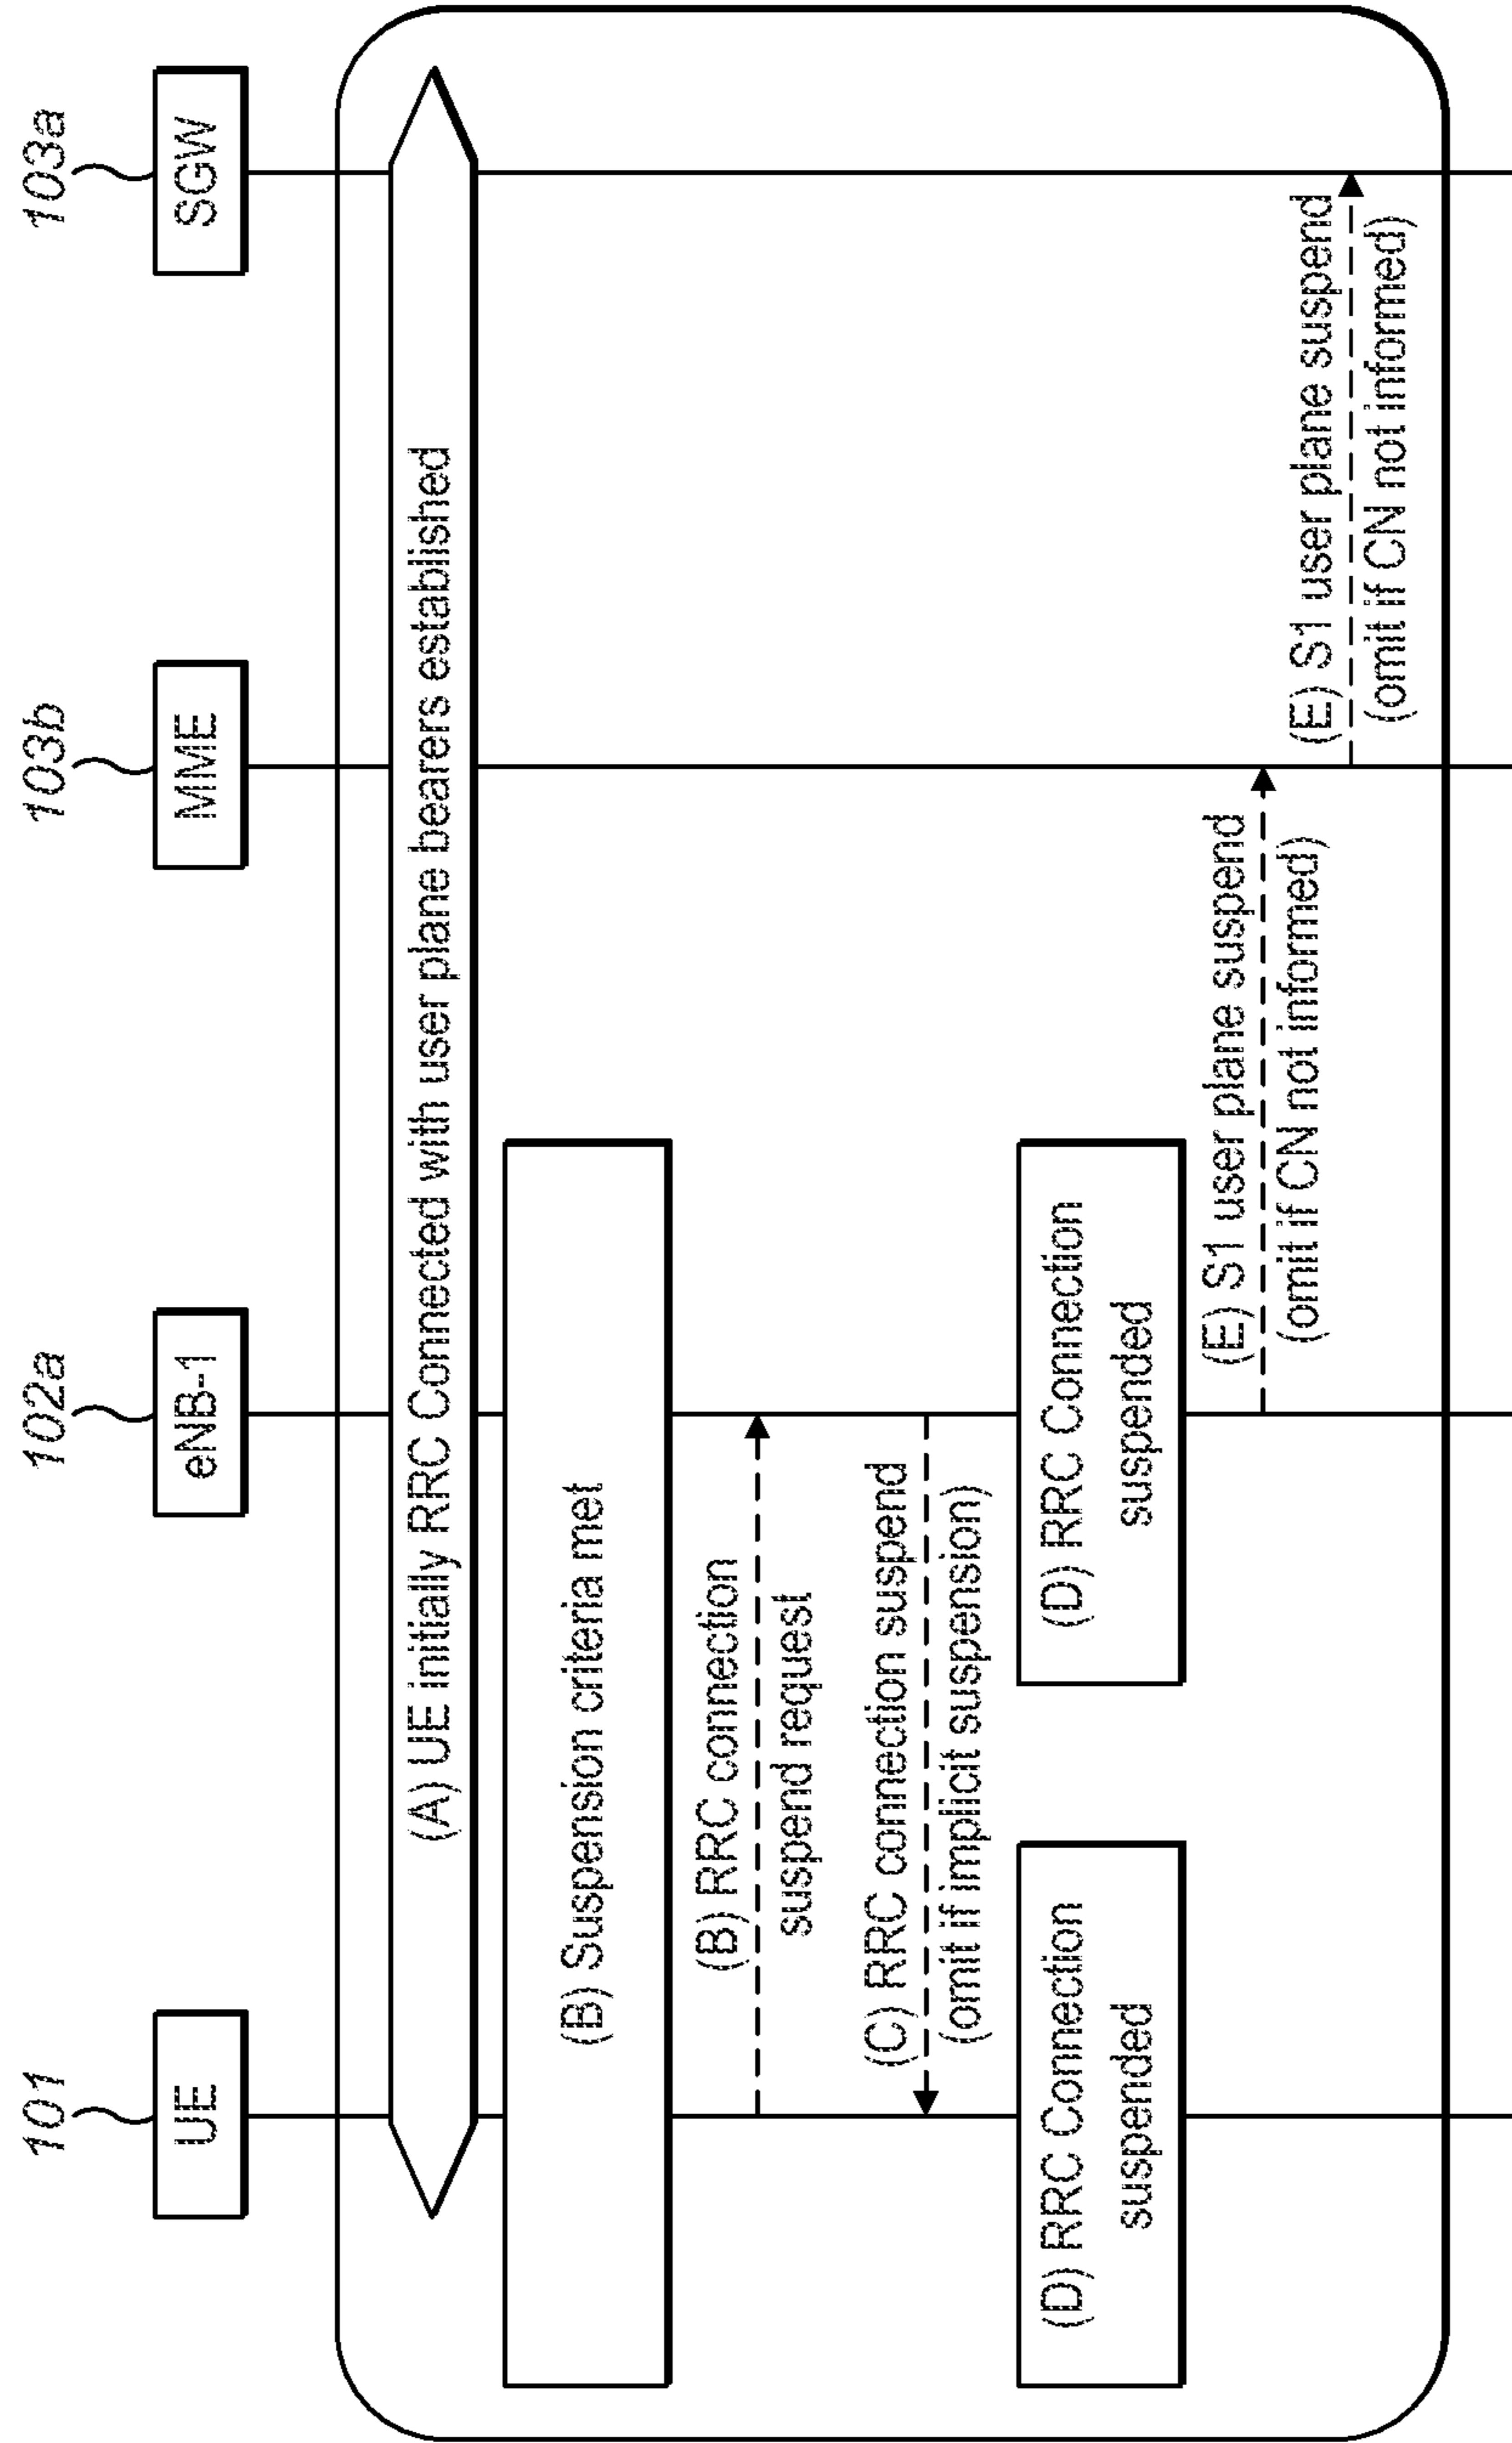 101
102a
103b
103a
UE
eNB-1
MME
SGW
(A) UE initially RRC Connected with user plane bearers established
(B) Suspension criteria met
(B) RRC connection
suspend request
(C) RRC connection suspend
(omit if implicit suspension)
(D) RRC Connection
suspended
(D) RRC Connection
suspended
(E) S1 user plane suspend
(omit if CN not informed)
(E) S1 user plane suspend
(omit if CN not informed)